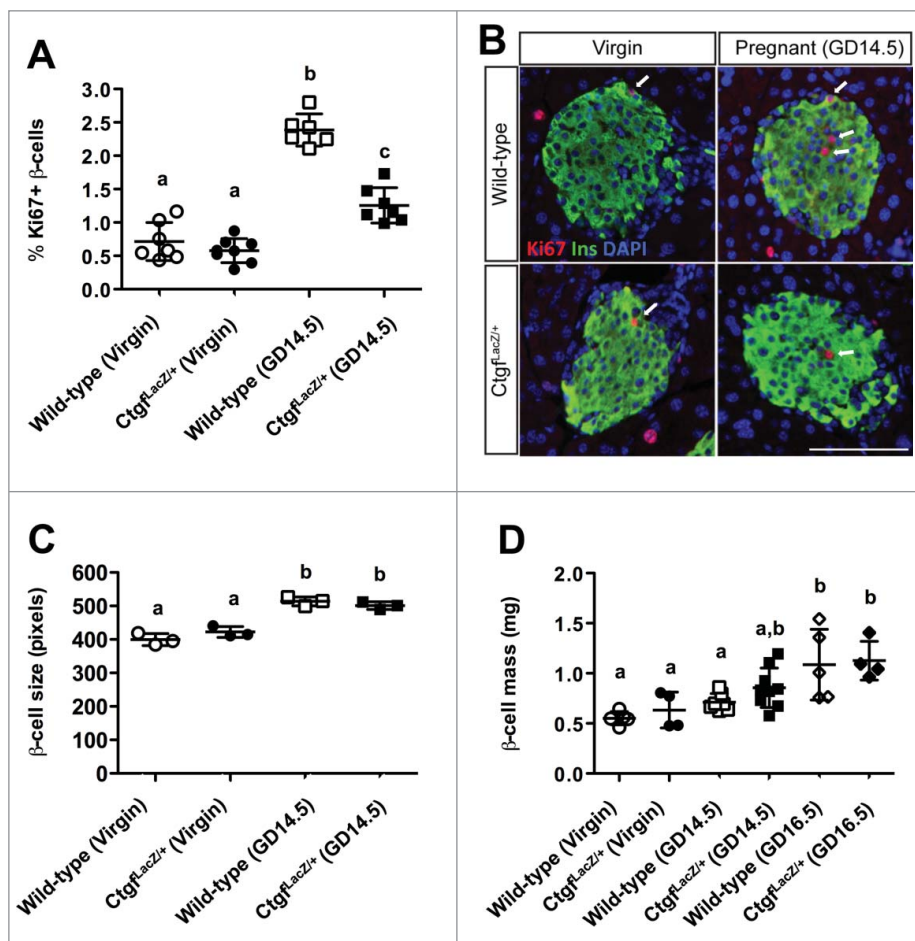 A
% Ki67+ β-cells
3.0
2.5
2.0
1.5
1.0
0.5
0.0
a
a
b
c
Wild-type (Virgin)
CtgfLacZ/+ (Virgin)
Wild-type (GD14.5)
CtgfLacZ/+ (GD14.5)
B
Virgin
Pregnant (GD14.5)
Wild-type
Ki67 Ins DAPI
CtgfLacZ/+
C
β-cell size (pixels)
600
500
400
300
200
100
0
a
a
b
b
Wild-type (Virgin)
CtgfLacZ/+ (Virgin)
Wild-type (GD14.5)
CtgfLacZ/+ (GD14.5)
D
β-cell mass (mg)
2.0
1.5
1.0
0.5
0.0
a
a
a
a,b
b
b
Wild-type (Virgin)
CtgfLacZ/+ (Virgin)
Wild-type (GD14.5)
CtgfLacZ/+ (GD14.5)
Wild-type (GD16.5)
CtgfLacZ/+ (GD16.5)